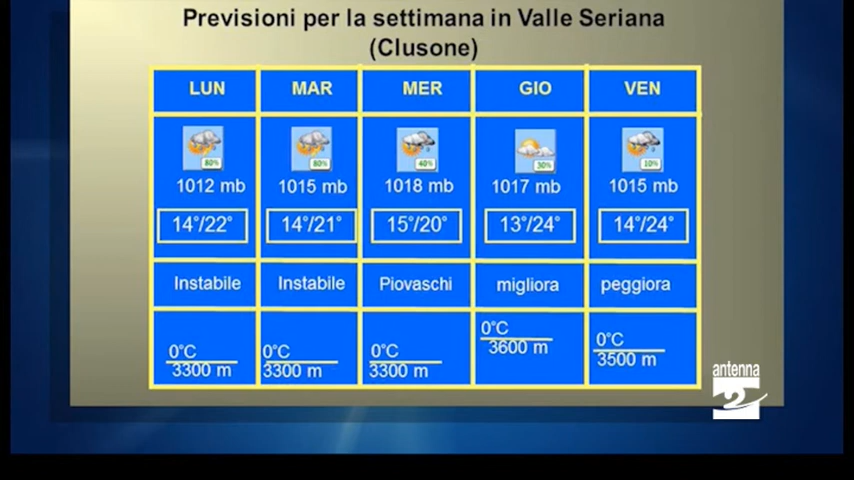 Previsioni per la settimana in Valle Seriana
(Clusone)
LUN MAR MER GIO VEN
80% 80% 40% 30% 10%
1012 mb 1015 mb 1018 mb 1017 mb 1015 mb
14°/22° 14°/21° 15°/20° 13°/24° 14°/24°
Instabile Instabile Piovaschi migliora peggiora
0°C 0°C 0°C 0°C 0°C
3300 m 3300 m 3300 m 3600 m 3500 m
antenna
2